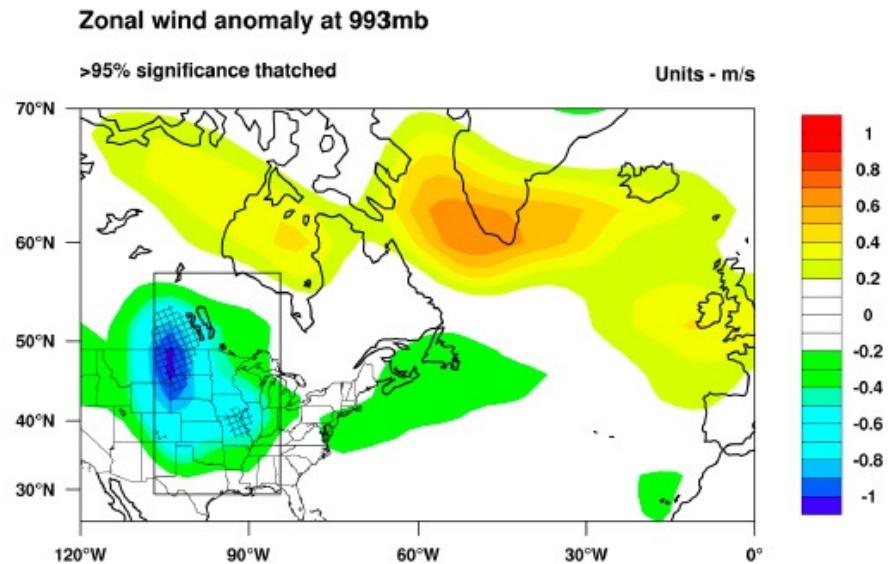 Zonal wind anomaly at 993mb
>95% significance thatched
Units - m/s
70°N
60°N
50°N
40°N
30°N
120°W
90°W
60°W
30°W
0°
1
0.8
0.6
0.4
0.2
0
-0.2
-0.4
-0.6
-0.8
-1